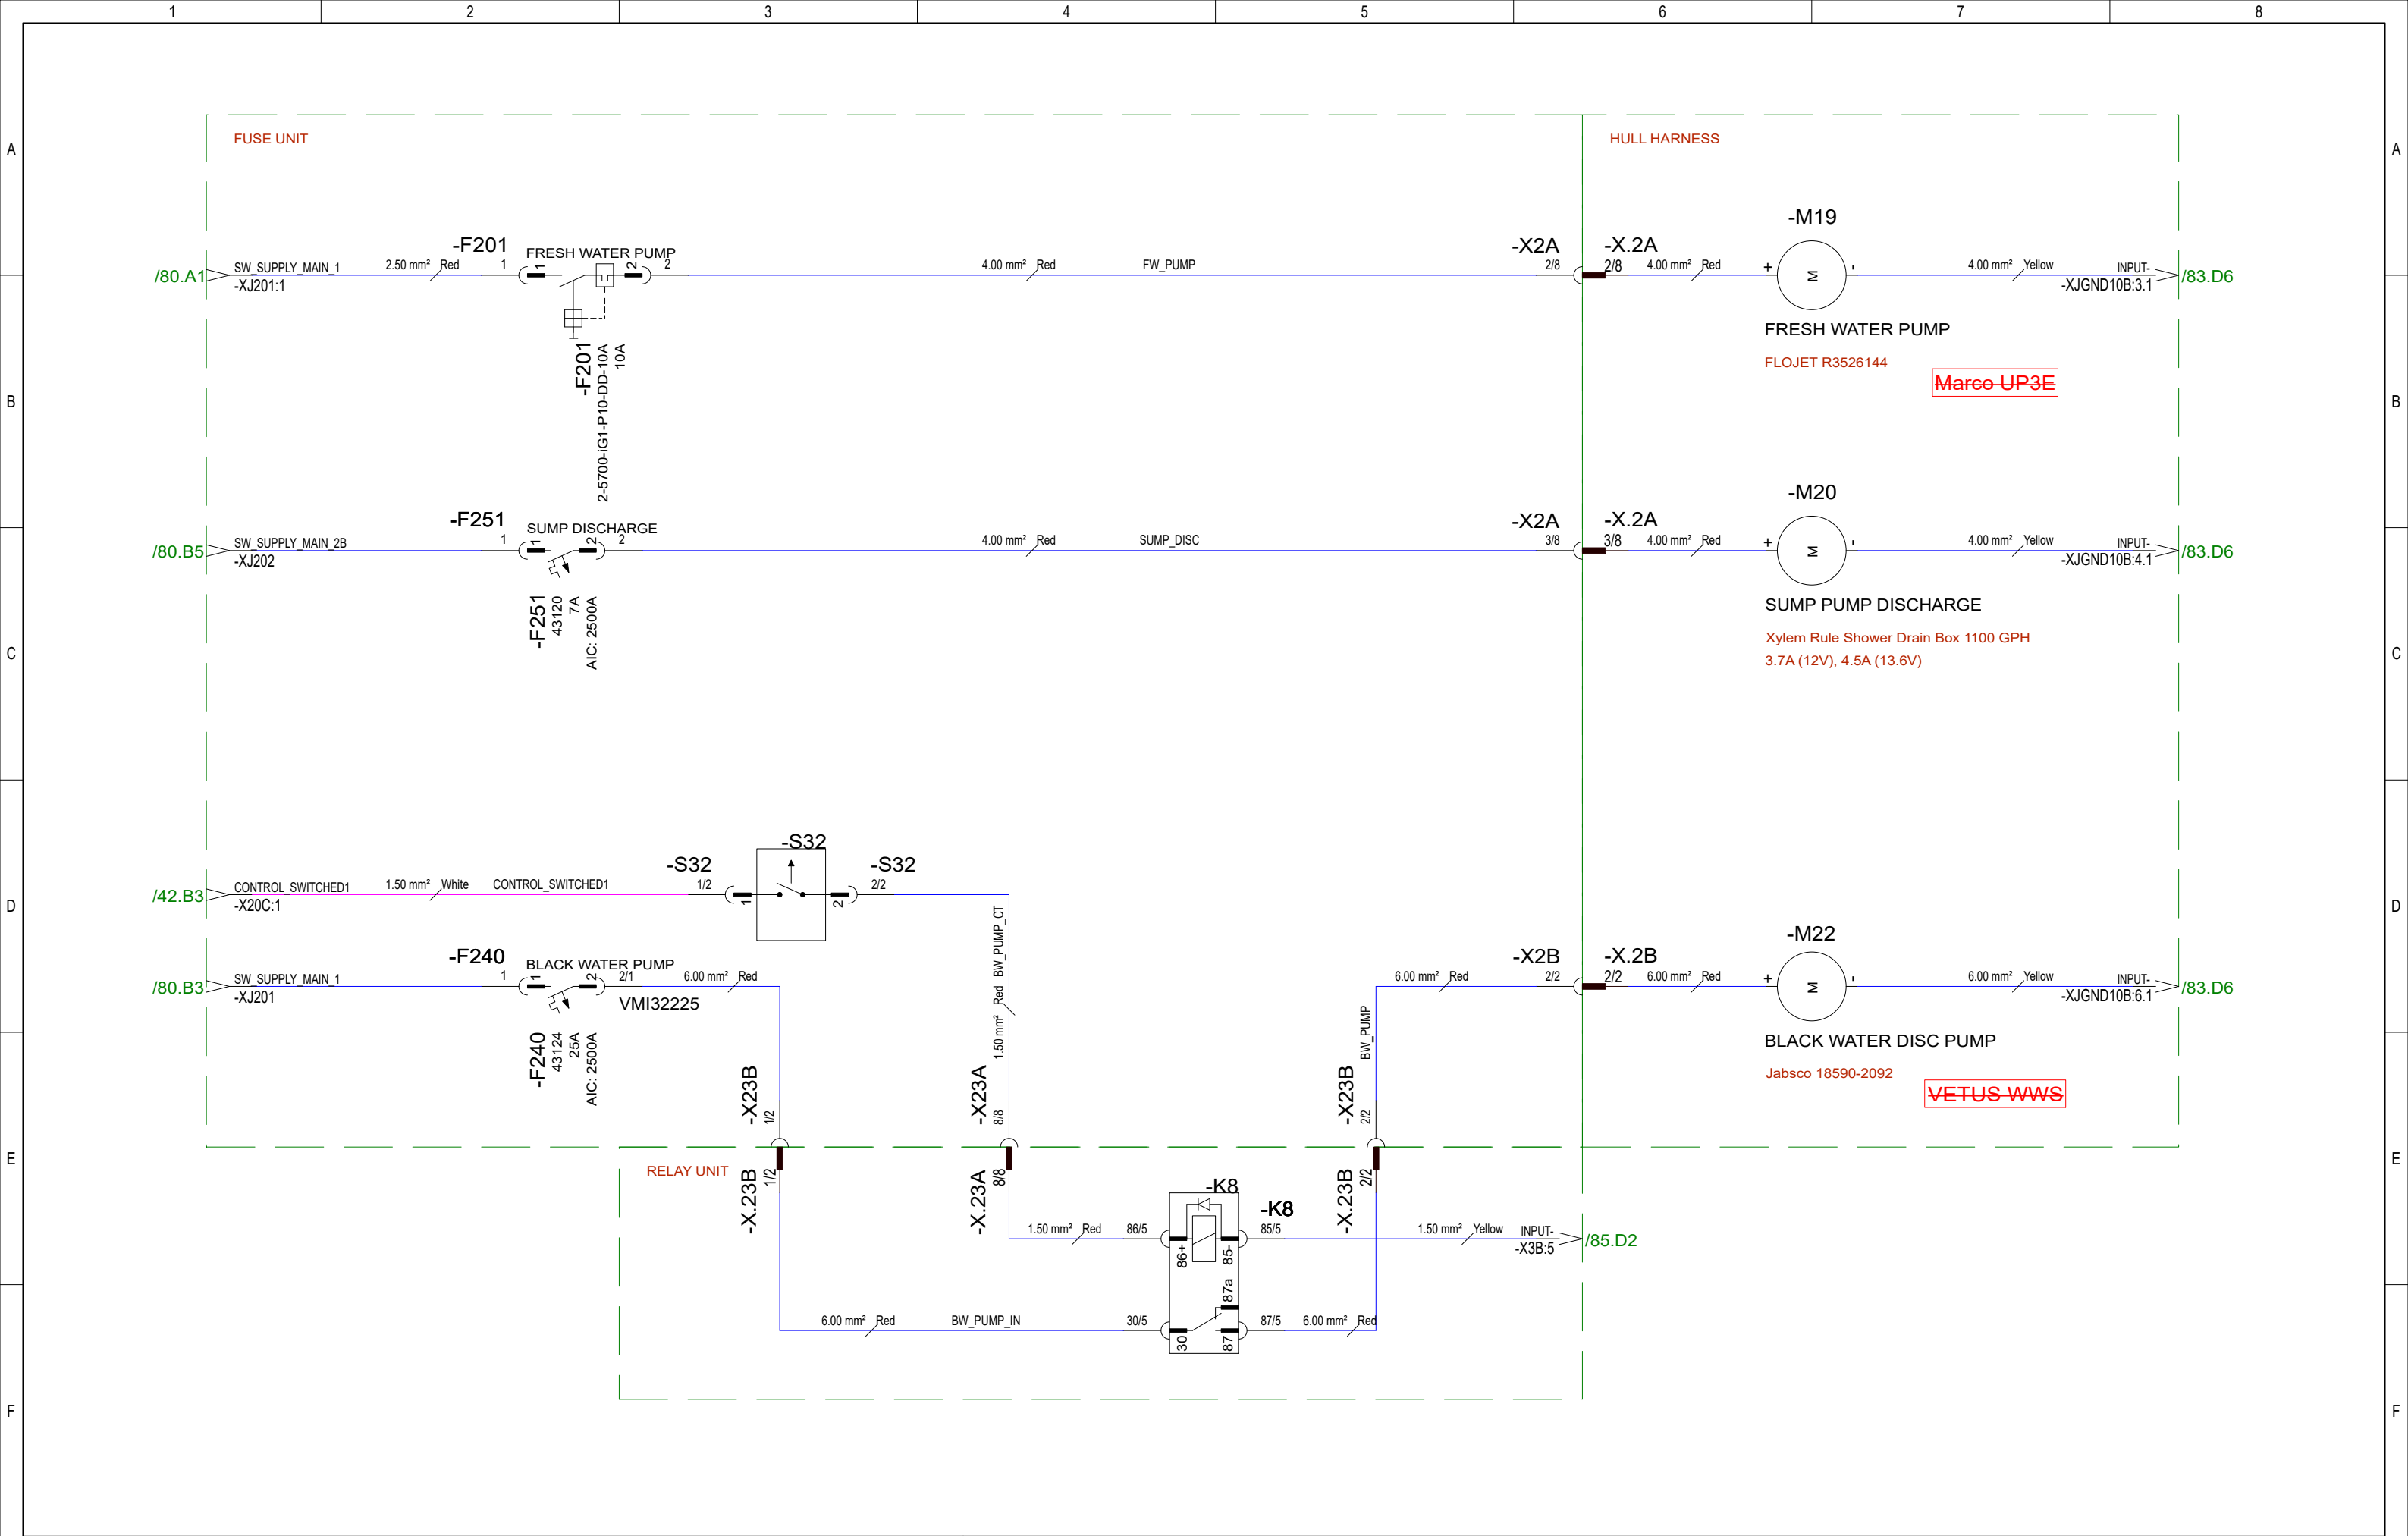 1 2 3 4 5 6 7 8
A A
FUSE UNIT
HULL HARNESS
/80.A1
SW_SUPPLY_MAIN_1
-XJ201:1
2.50 mm² Red
-F201
1
FRESH WATER PUMP
1
2
2
-F201
2-5700-iG1-P10-DD-10A
10A
4.00 mm² Red
FW_PUMP
-X2A
2/8
-X.2A
2/8
4.00 mm² Red
-M19
+
M
-
4.00 mm² Yellow
INPUT-
-XJGND10B:3.1
/83.D6
FRESH WATER PUMP
FLOJET R3526144
Marco UP3E
B B
/80.B5
SW_SUPPLY_MAIN_2B
-XJ202
-F251
1
SUMP DISCHARGE
1
2
2
-F251
43120
7A
AIC: 2500A
4.00 mm² Red
SUMP_DISC
-X2A
3/8
-X.2A
3/8
4.00 mm² Red
-M20
+
M
-
4.00 mm² Yellow
INPUT-
-XJGND10B:4.1
/83.D6
SUMP PUMP DISCHARGE
Xylem Rule Shower Drain Box 1100 GPH
3.7A (12V), 4.5A (13.6V)
C C
/42.B3
CONTROL_SWITCHED1
-X20C:1
1.50 mm² White
CONTROL_SWITCHED1
-S32
1/2
-S32
1
2
-S32
2/2
1.50 mm² Red BW_PUMP_CT
D D
/80.B3
SW_SUPPLY_MAIN_1
-XJ201
-F240
1
BLACK WATER PUMP
1
2
2/1
VMI32225
-F240
43124
25A
AIC: 2500A
6.00 mm² Red
BW_PUMP
6.00 mm² Red
-X2B
2/2
-X.2B
2/2
6.00 mm² Red
-M22
+
M
-
6.00 mm² Yellow
INPUT-
-XJGND10B:6.1
/83.D6
BLACK WATER DISC PUMP
Jabsco 18590-2092
VETUS WWS
-X23B
1/2
-X23A
8/8
-X23B
2/2
E E
RELAY UNIT
-X.23B
1/2
-X.23A
8/8
-X.23B
2/2
1.50 mm² Red
86/5
-K8
-K8
86+
85-
85/5
1.50 mm² Yellow
INPUT-
-X3B:5
/85.D2
6.00 mm² Red
BW_PUMP_IN
30/5
30
87a
87
87/5
6.00 mm² Red
F F